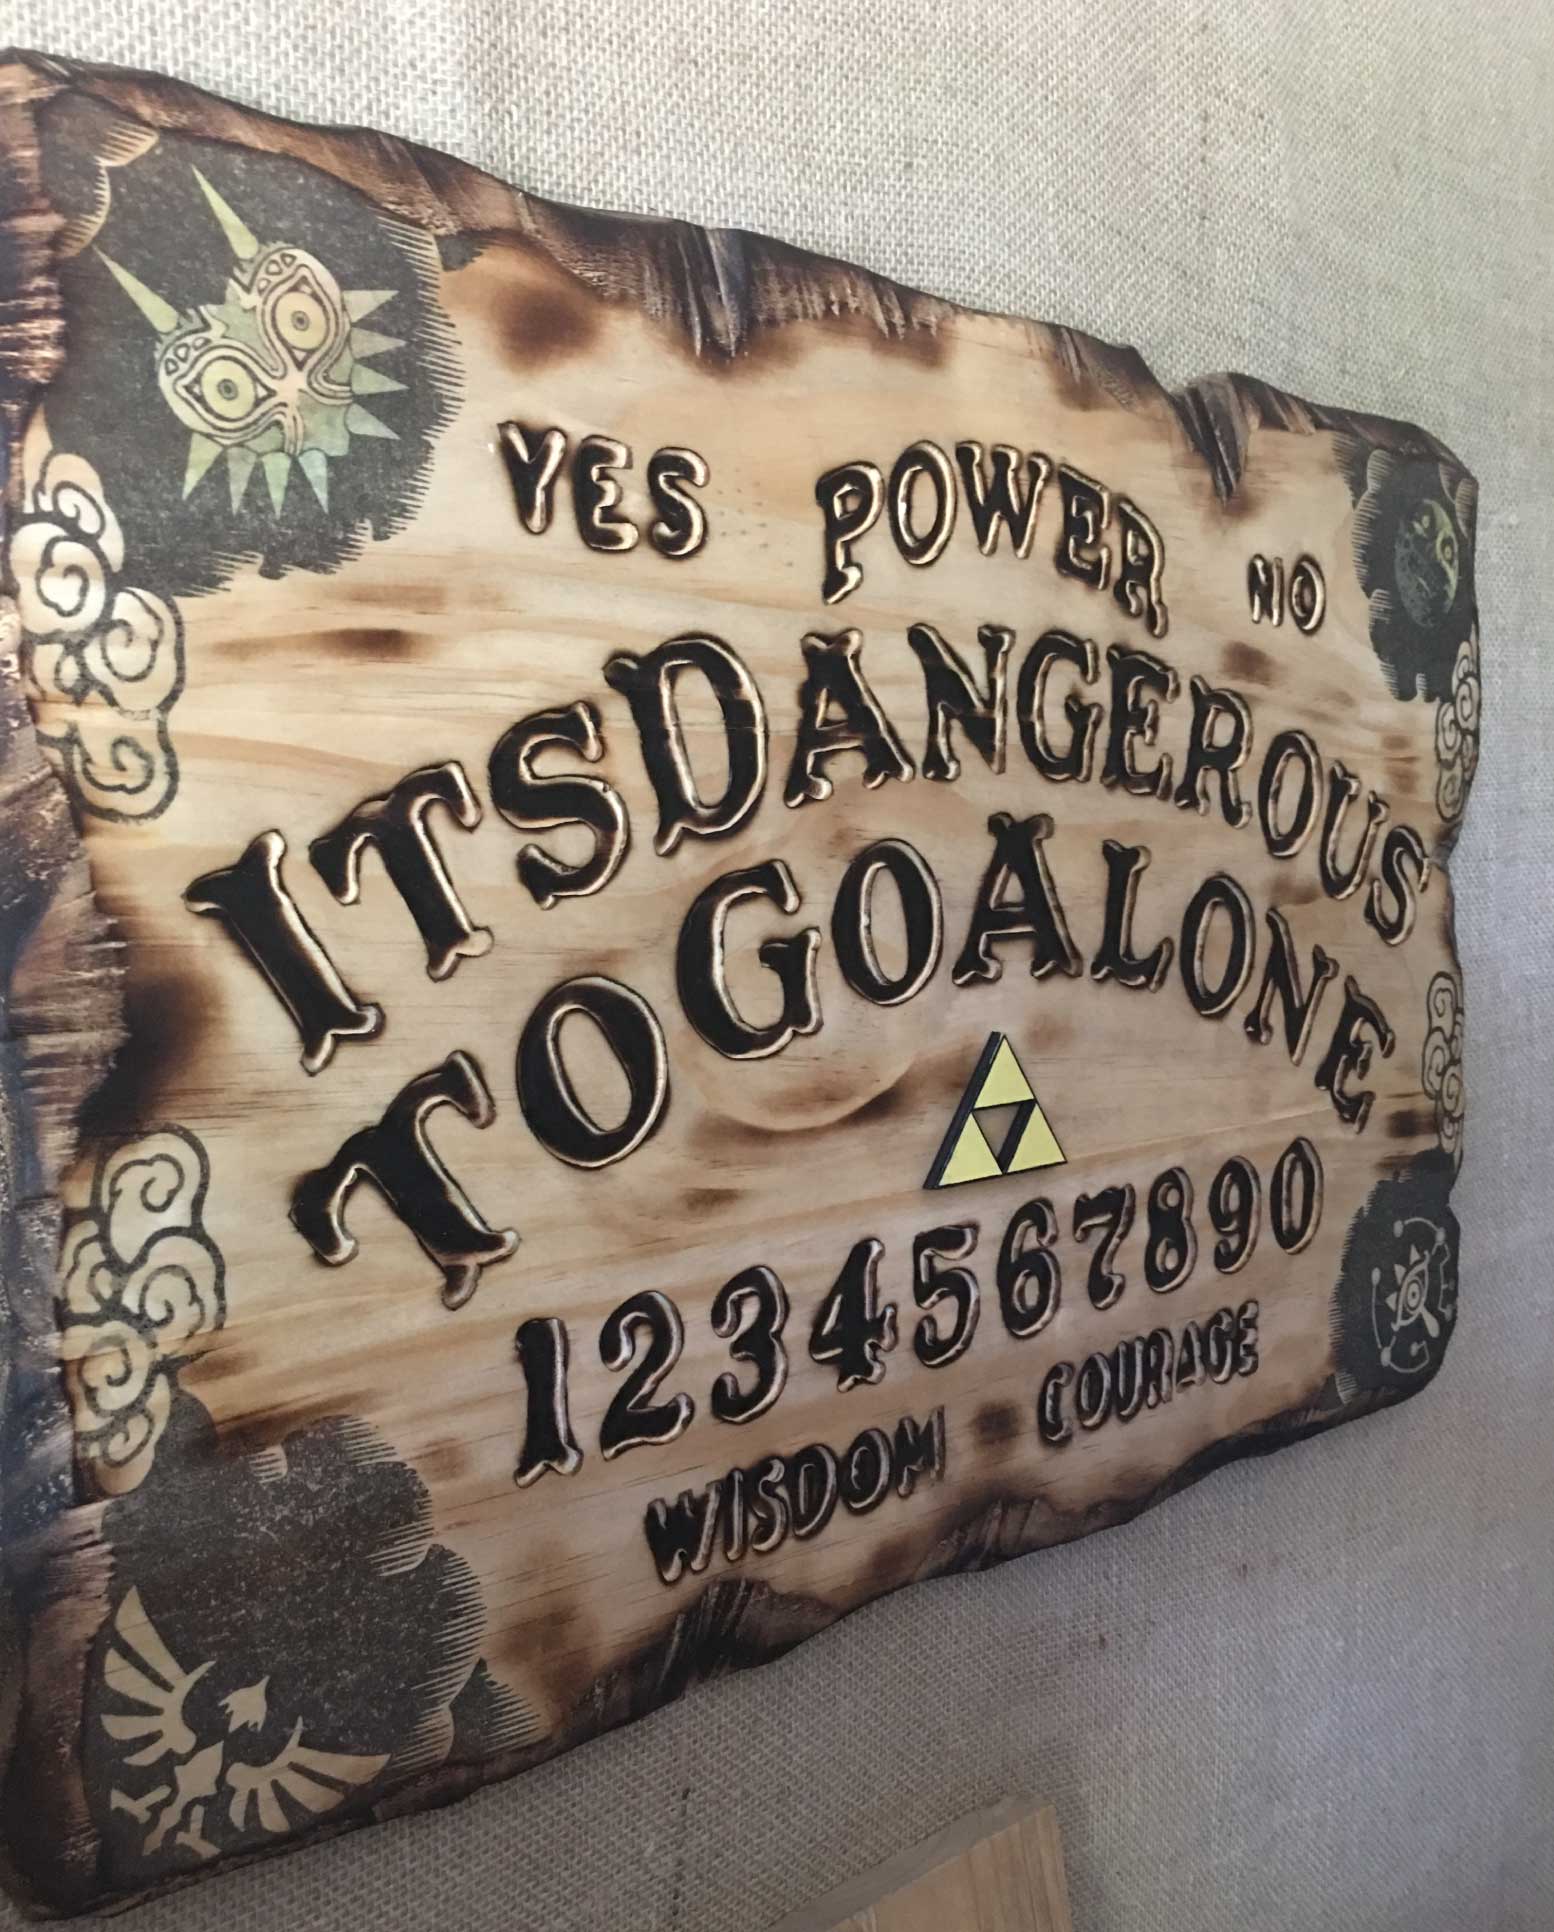 YES POWER NO
ITSDANGEROUS
TOGOALONE
1234567890
WISDOM COURAGE